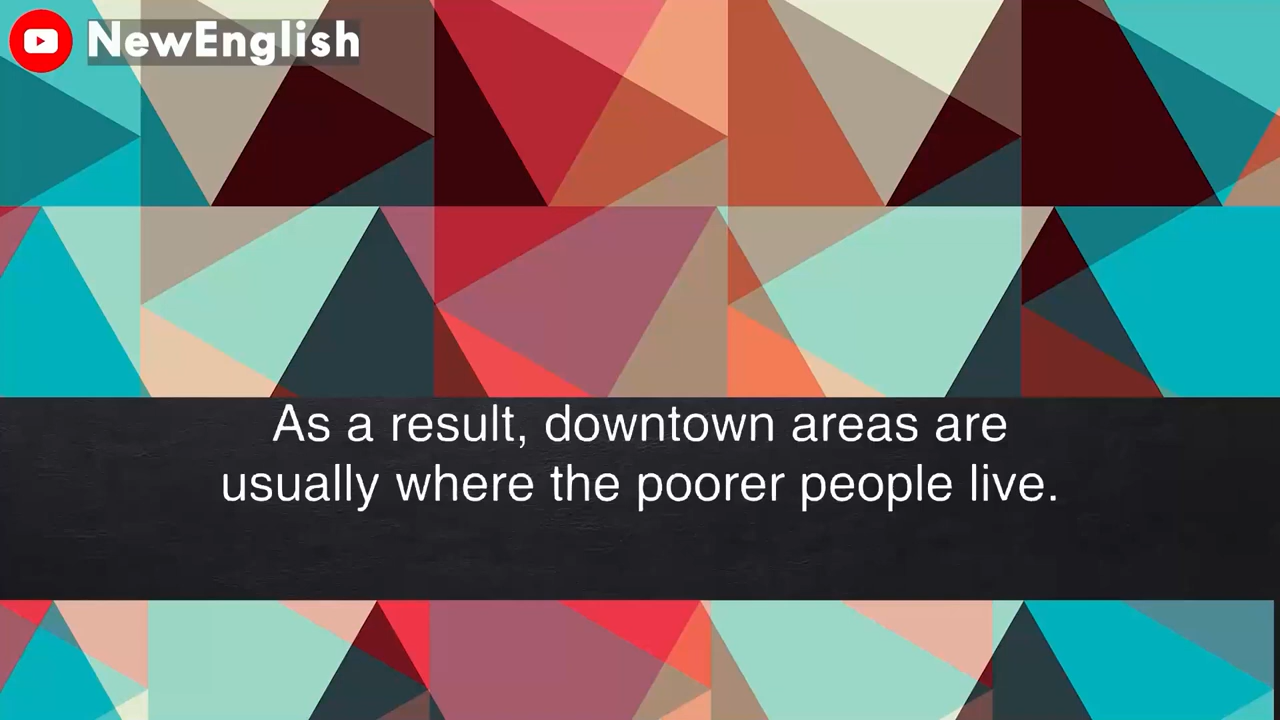 NewEnglish
As a result, downtown areas are
usually where the poorer people live.